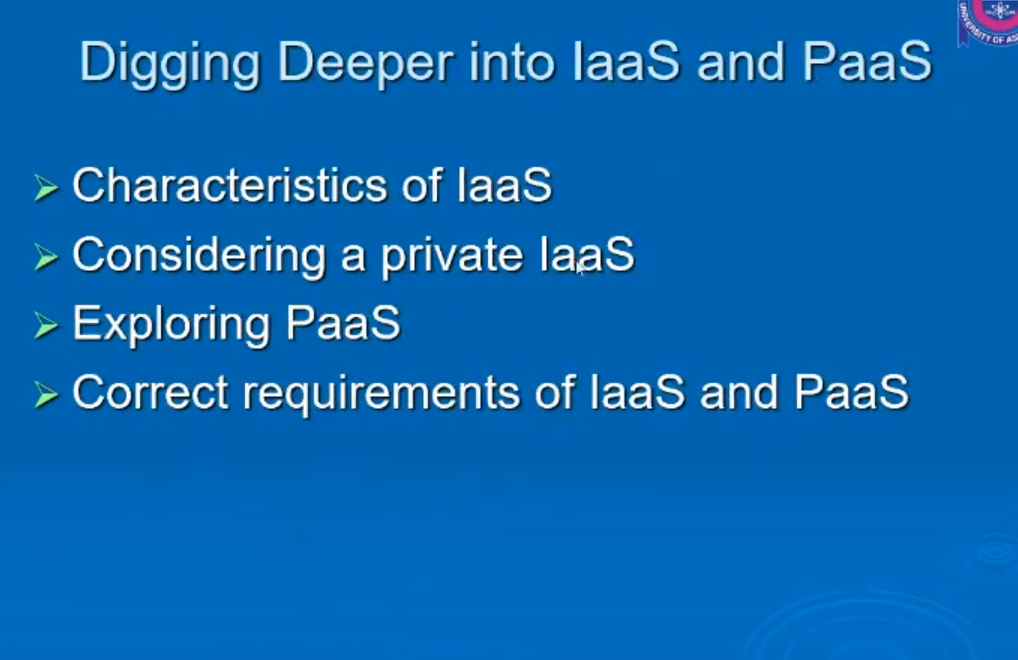 Digging Deeper into IaaS and PaaS
UNIVERSITY OF AS
Characteristics of IaaS
Considering a private IaaS
Exploring PaaS
Correct requirements of IaaS and PaaS